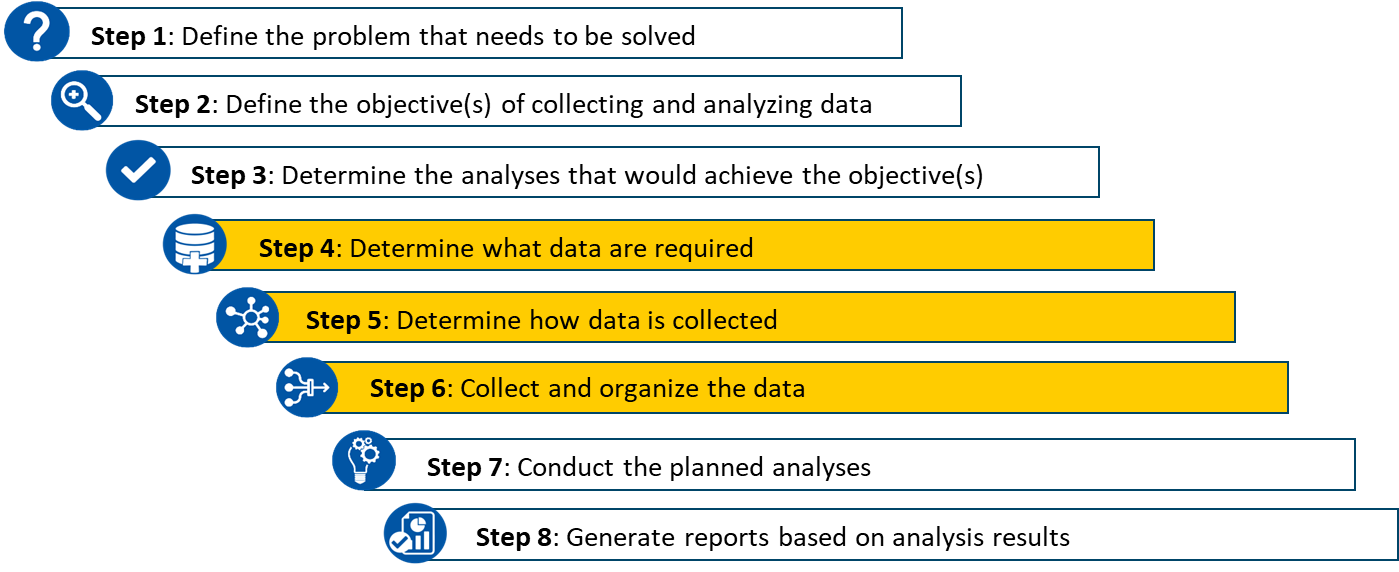 Step 1: Define the problem that needs to be solved
Step 2: Define the objective(s) of collecting and analyzing data
Step 3: Determine the analyses that would achieve the objective(s)
Step 4: Determine what data are required
Step 5: Determine how data is collected
Step 6: Collect and organize the data
Step 7: Conduct the planned analyses
Step 8: Generate reports based on analysis results